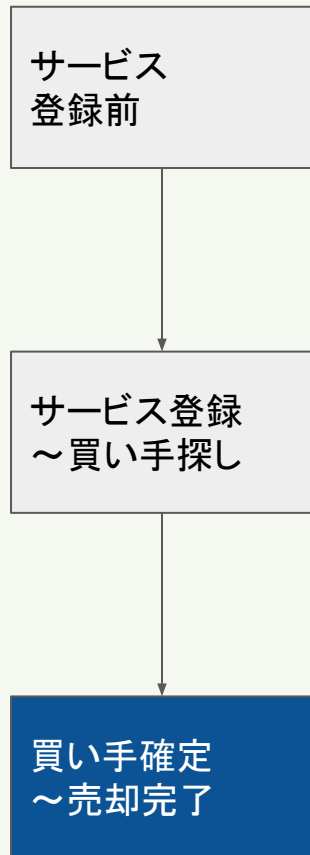 サービス
登録前
サービス登録
～買い手探し
買い手確定
～売却完了